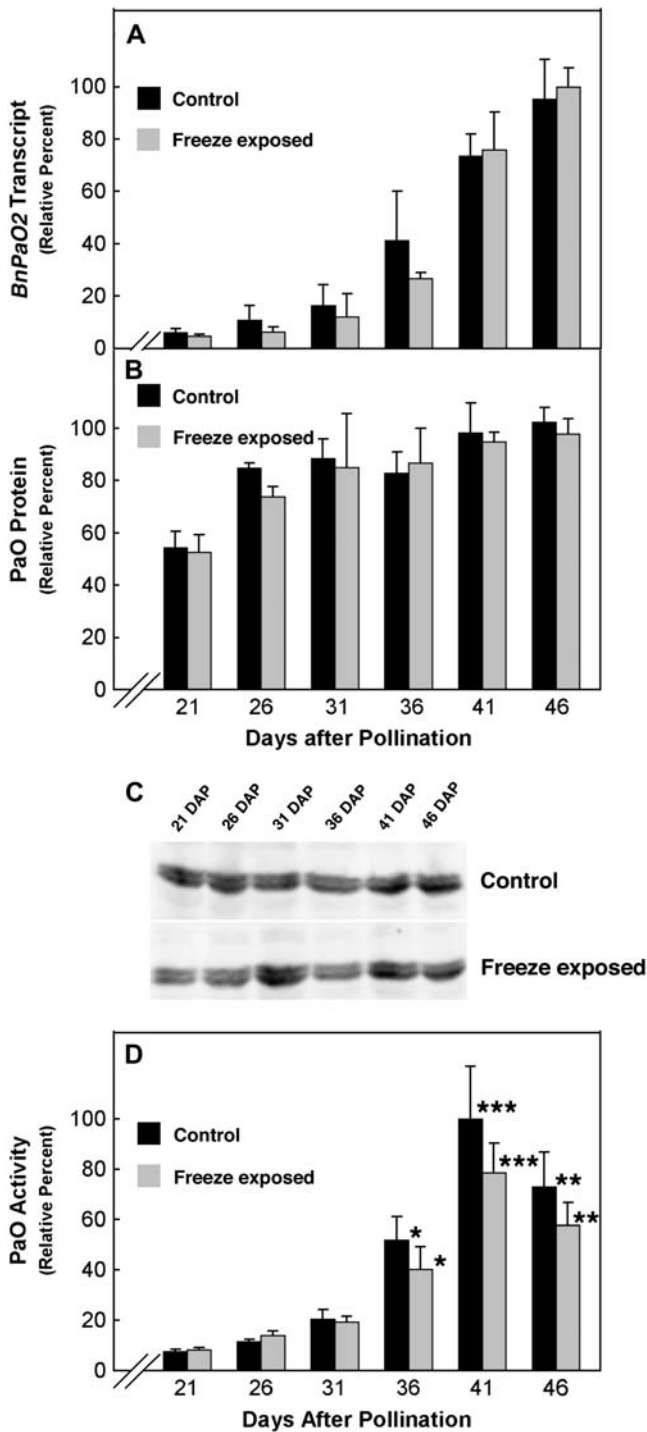 A
Control
Freeze exposed
BnPaO2 Transcript
(Relative Percent)
100
80
60
40
20
0
B
Control
Freeze exposed
PaO Protein
(Relative Percent)
100
80
60
40
20
0
21 26 31 36 41 46
Days after Pollination
C
21 DAP 26 DAP 31 DAP 36 DAP 41 DAP 46 DAP
Control
Freeze exposed
D
Control
Freeze exposed
PaO Activity
(Relative Percent)
100
80
60
40
20
0
* * *** *** ** **
21 26 31 36 41 46
Days After Pollination